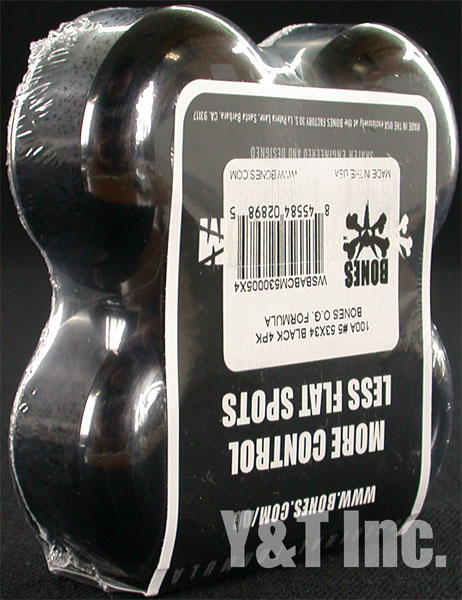 WWW.BONES.COM/
MORE CONTROL
LESS FLAT SPOTS
100A #5 53X34 BLACK 4PK
BONES O.G. FORMULA
WSBABCM530005X4
8 45584 02898 5
BONES
MADE IN THE USA
WWW.BONES.COM
SKATER ENGINEERED AND DESIGNED
MADE IN THE USA exclusively at the BONES FACTORY 30 S. La Patera Lane, Santa Barbara, CA. 93117
Y&T Inc.